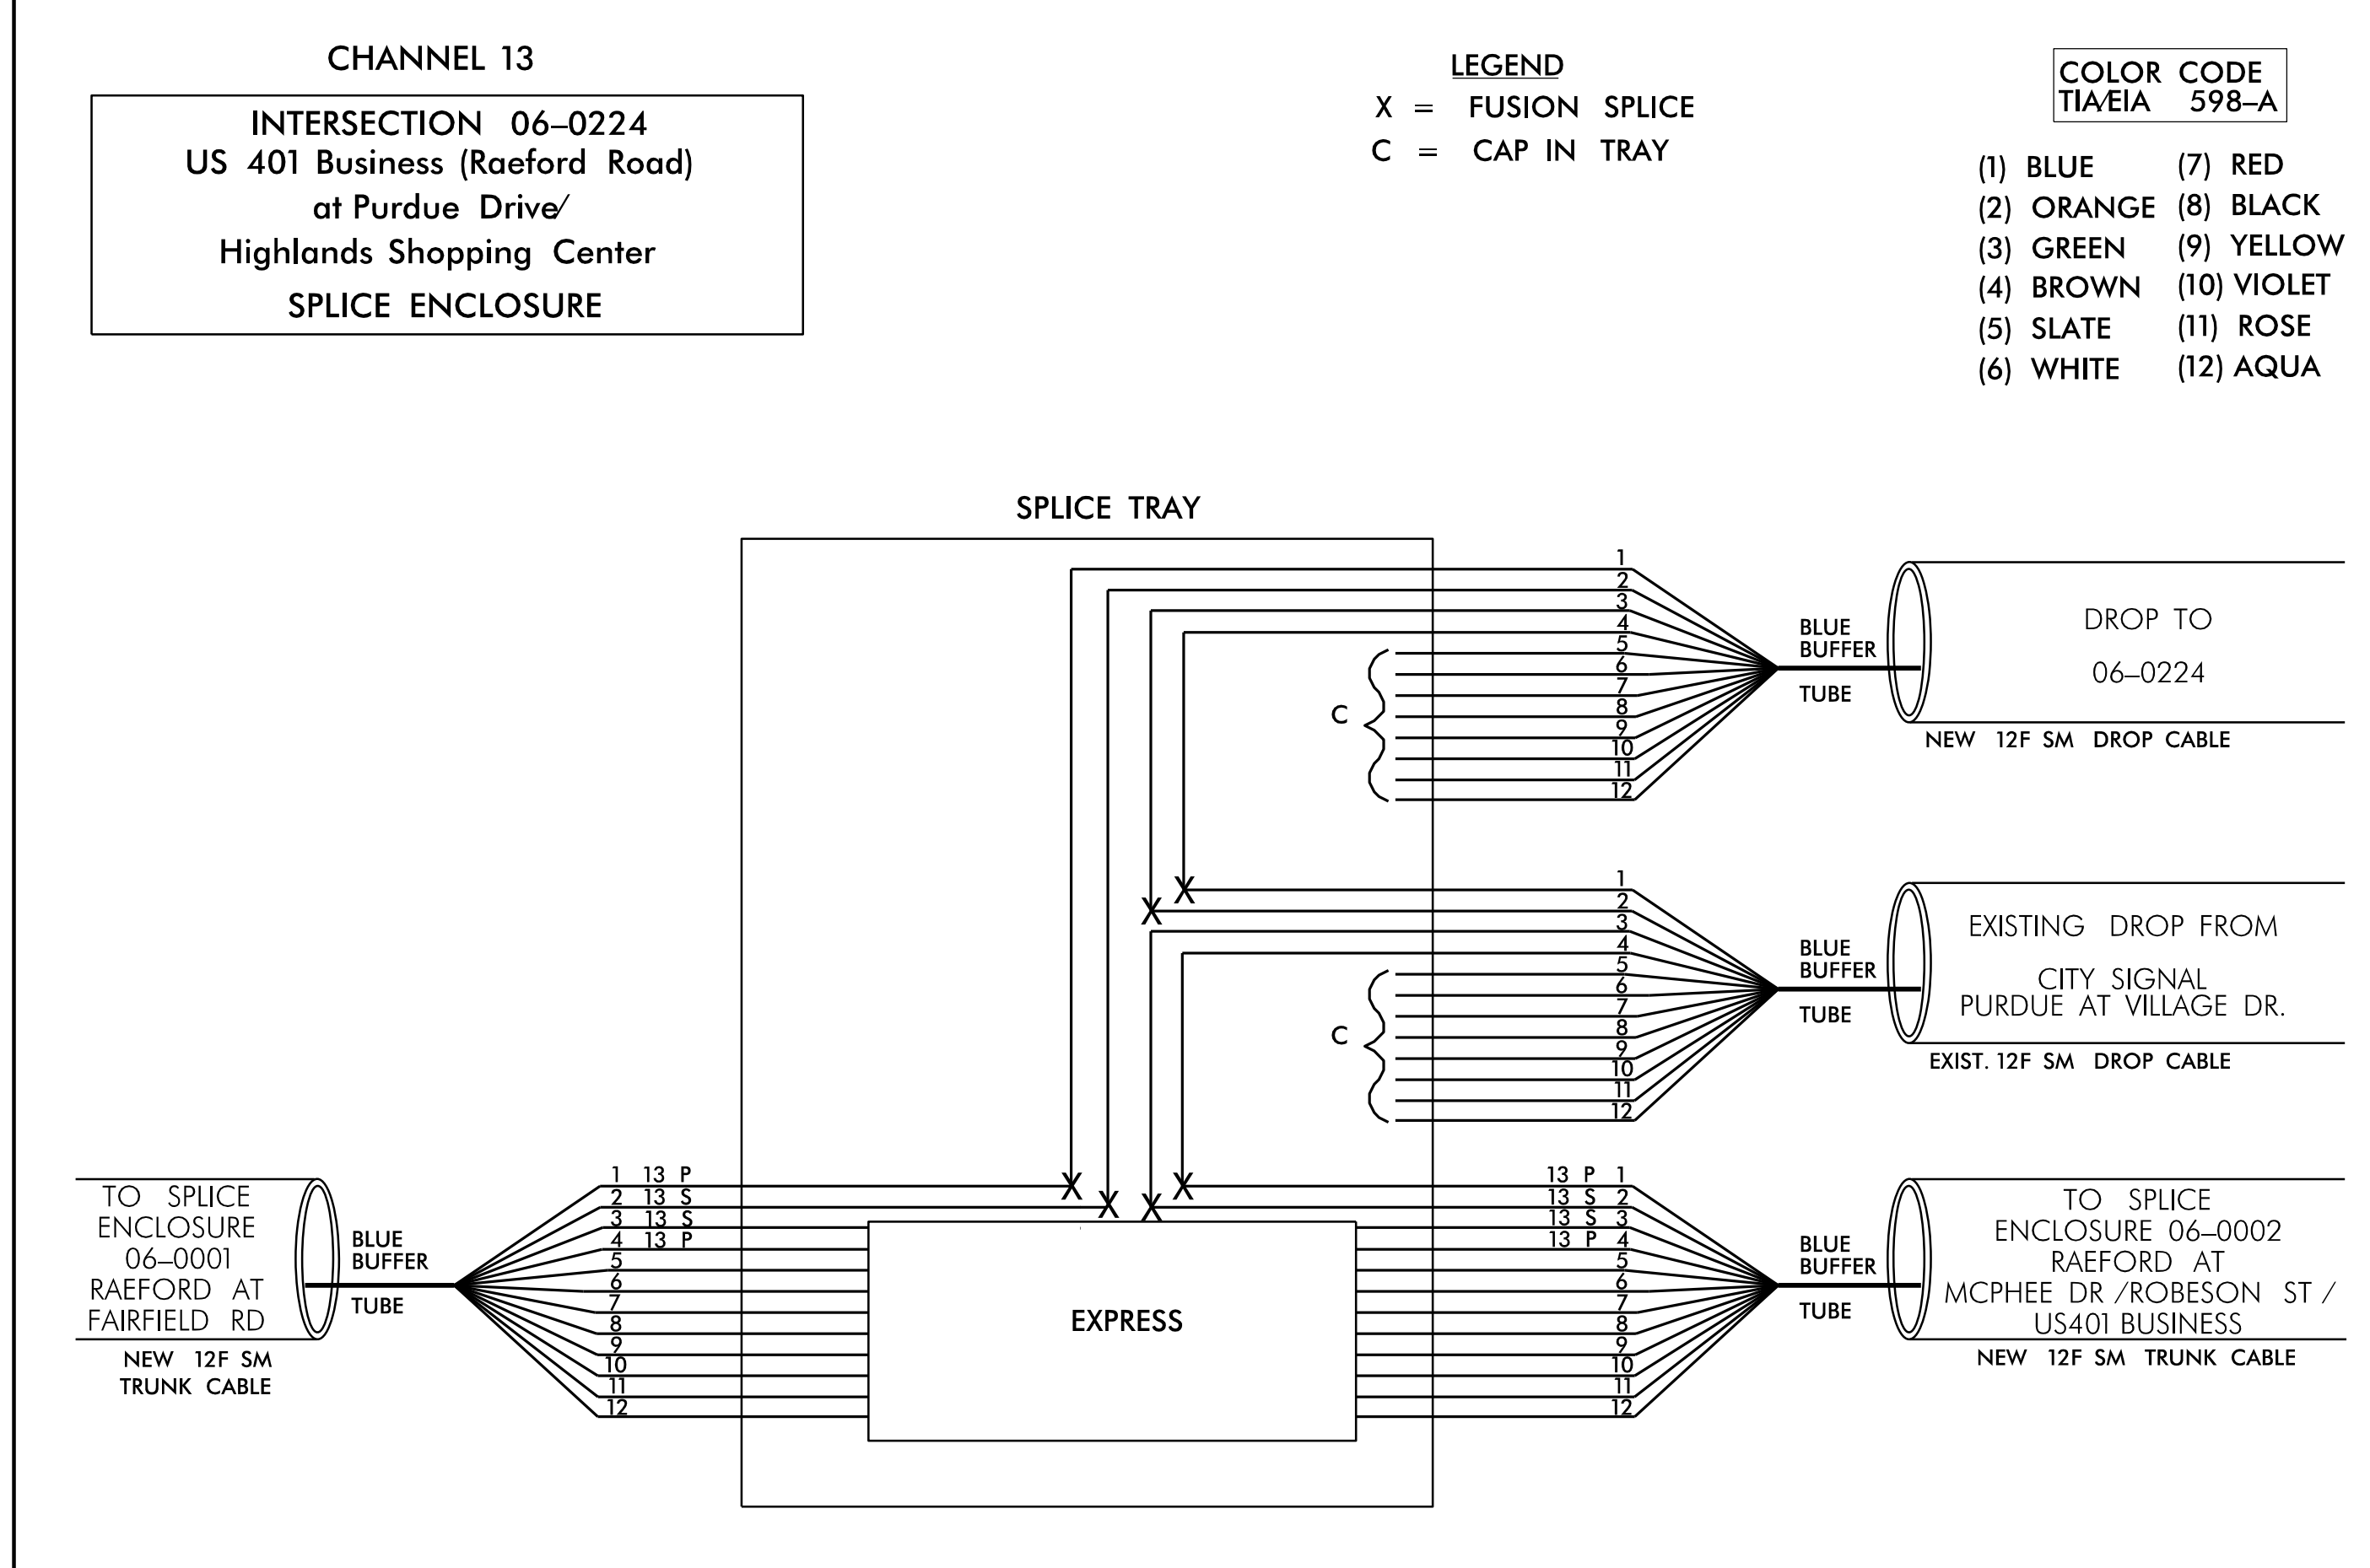 CHANNEL 13
INTERSECTION 06–0224
US 401 Business (Raeford Road)
at Purdue Drive/
Highlands Shopping Center
SPLICE ENCLOSURE
LEGEND
X = FUSION SPLICE
C = CAP IN TRAY
COLOR CODE
TIA/EIA 598–A
(1) BLUE (7) RED
(2) ORANGE (8) BLACK
(3) GREEN (9) YELLOW
(4) BROWN (10) VIOLET
(5) SLATE (11) ROSE
(6) WHITE (12) AQUA
SPLICE TRAY
1
2
3
4
5
6
7
8
9
10
11
12
C
BLUE
BUFFER
TUBE
DROP TO
06–0224
NEW 12F SM DROP CABLE
X
X
1
2
3
4
5
6
7
8
9
10
11
12
C
BLUE
BUFFER
TUBE
EXISTING DROP FROM
CITY SIGNAL
PURDUE AT VILLAGE DR.
EXIST. 12F SM DROP CABLE
TO SPLICE
ENCLOSURE
06–0001
RAEFORD AT
FAIRFIELD RD
NEW 12F SM
TRUNK CABLE
BLUE
BUFFER
TUBE
1 13 P
2 13 S
3 13 S
4 13 P
5
6
7
8
9
10
11
12
X
X
X
X
EXPRESS
13 P 1
13 S 2
13 S 3
13 P 4
5
6
7
8
9
10
11
12
BLUE
BUFFER
TUBE
TO SPLICE
ENCLOSURE 06–0002
RAEFORD AT
MCPHEE DR /ROBESON ST /
US401 BUSINESS
NEW 12F SM TRUNK CABLE